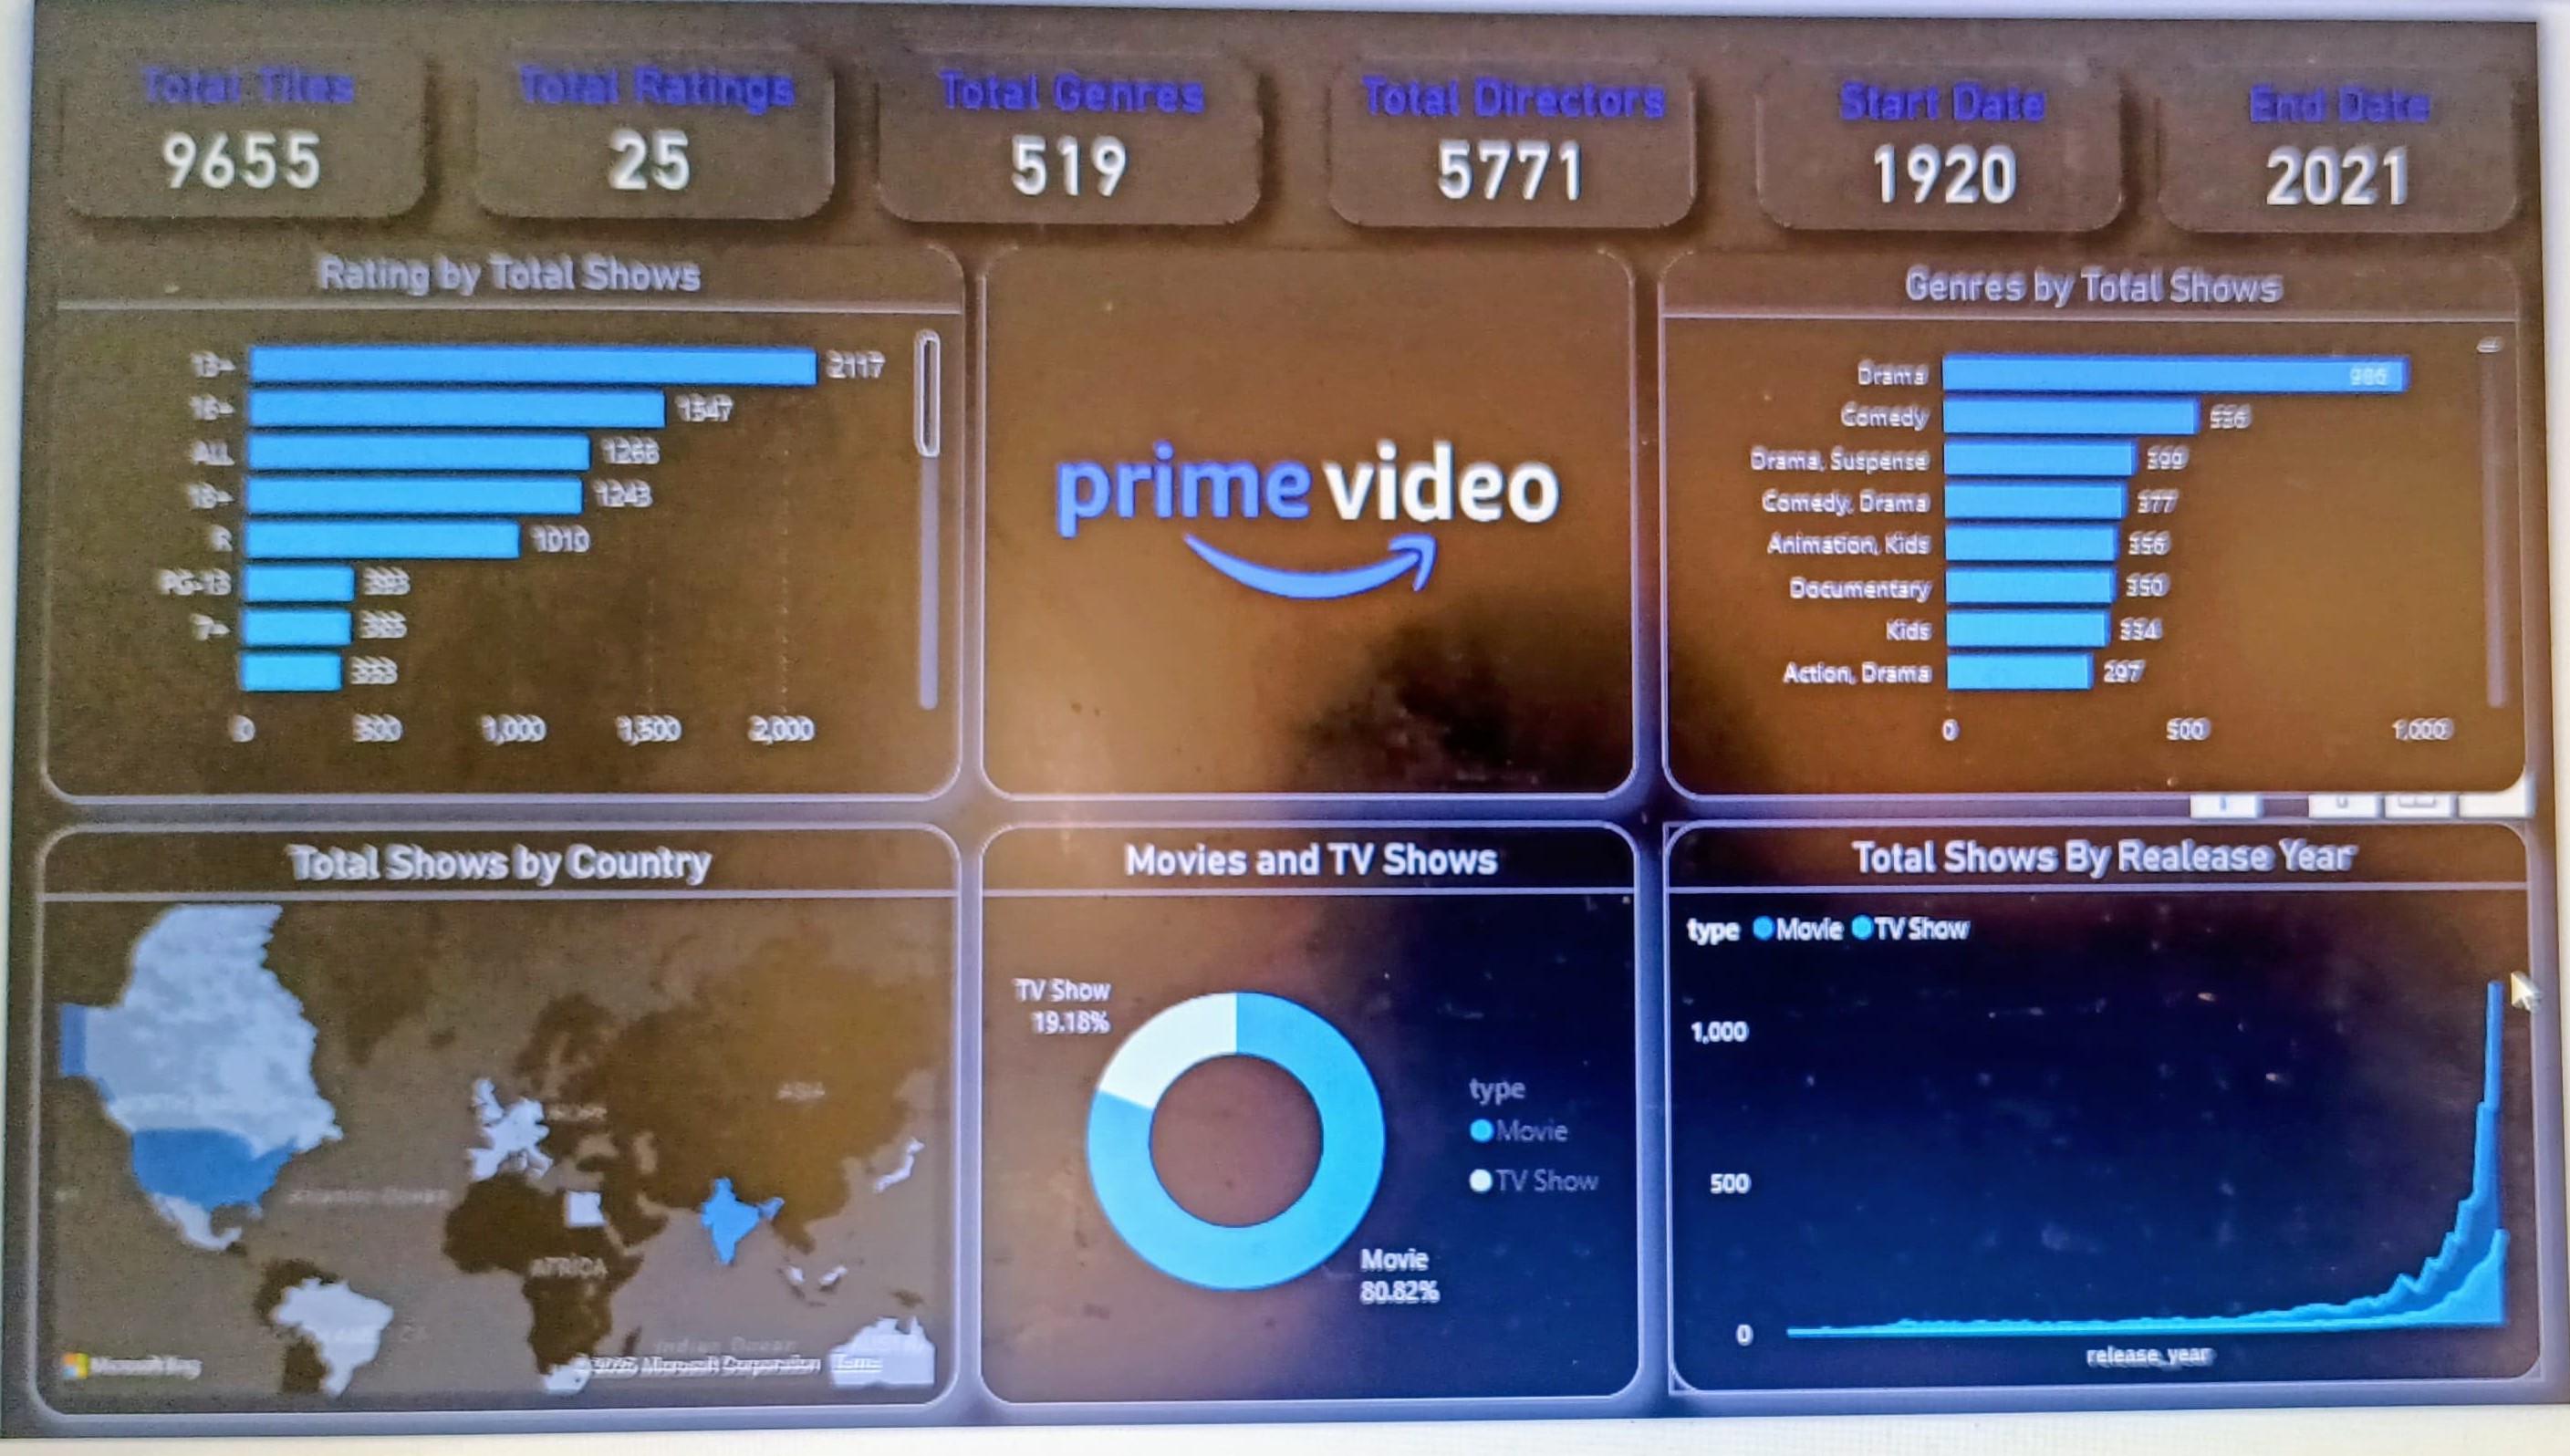 Total Tiles
9655
Total Ratings
25
Total Genres
519
Total Directors
5771
Start Date
1920
End Date
2021
Rating by Total Shows
13+
2117
16+
1547
ALL
1268
18+
1243
R
1010
PG-13
393
7+
385
0
500
1,000
1,500
2,000
prime video
Genres by Total Shows
Drama
986
Comedy
536
Drama, Suspense
399
Comedy, Drama
377
Animation, Kids
356
Documentary
350
Kids
334
Action, Drama
297
0
500
1,000
Total Shows by Country
ASIA
AFRICA
Atlantic Ocean
Indian Ocean
Microsoft Bing
Microsoft Corporation Terms
Movies and TV Shows
TV Show
19.18%
Movie
80.82%
type
Movie
TV Show
Total Shows By Realease Year
type Movie TV Show
1,000
500
0
release_year